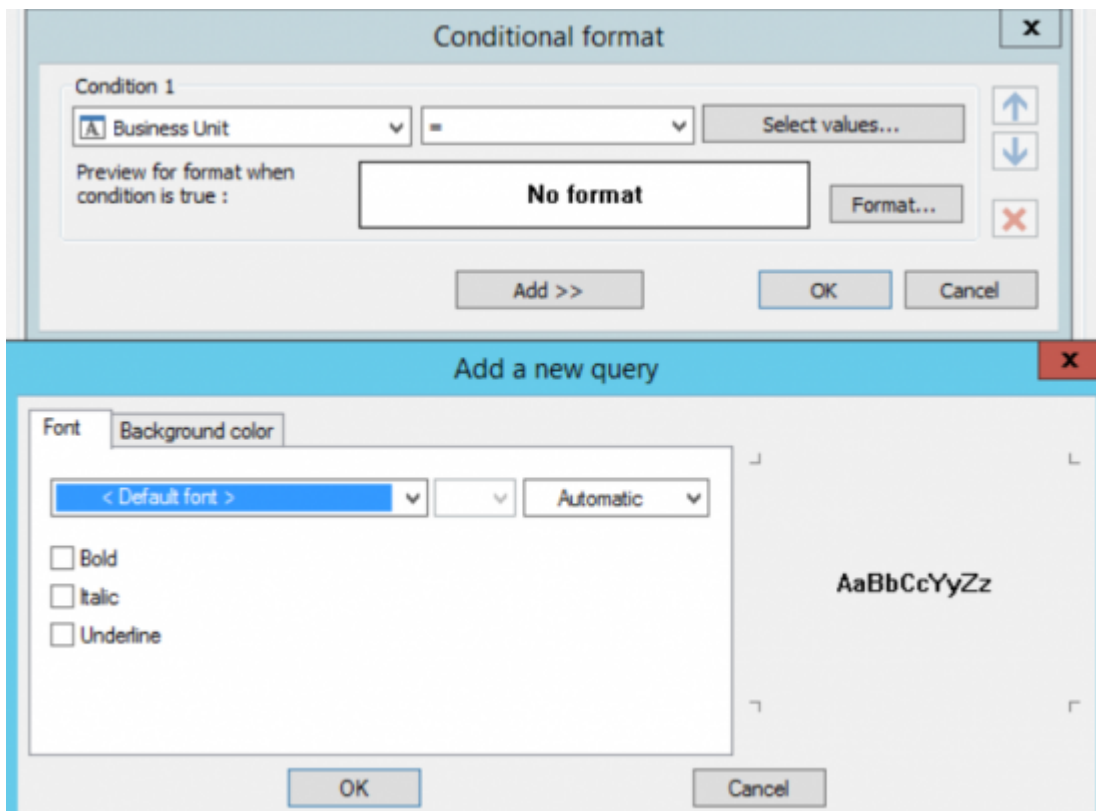 Conditional format
x
Condition 1
A Business Unit = Select values...
Preview for format when
condition is true :
No format
Format...
Add >> OK Cancel
Add a new query
x
Font Background color
< Default font > Automatic
Bold
Italic
Underline
AaBbCcYyZz
OK Cancel